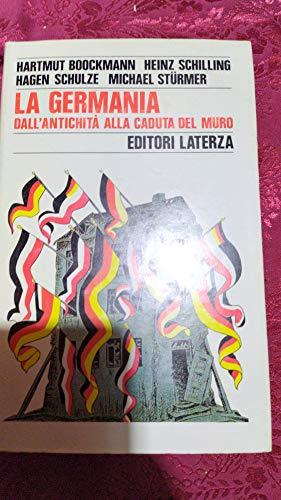 HARTMUT BOOCKMANN HEINZ SCHILLING
HAGEN SCHULZE MICHAEL STÜRMER
LA GERMANIA
DALL'ANTICHITÀ ALLA CADUTA DEL MURO
EDITORI LATERZA